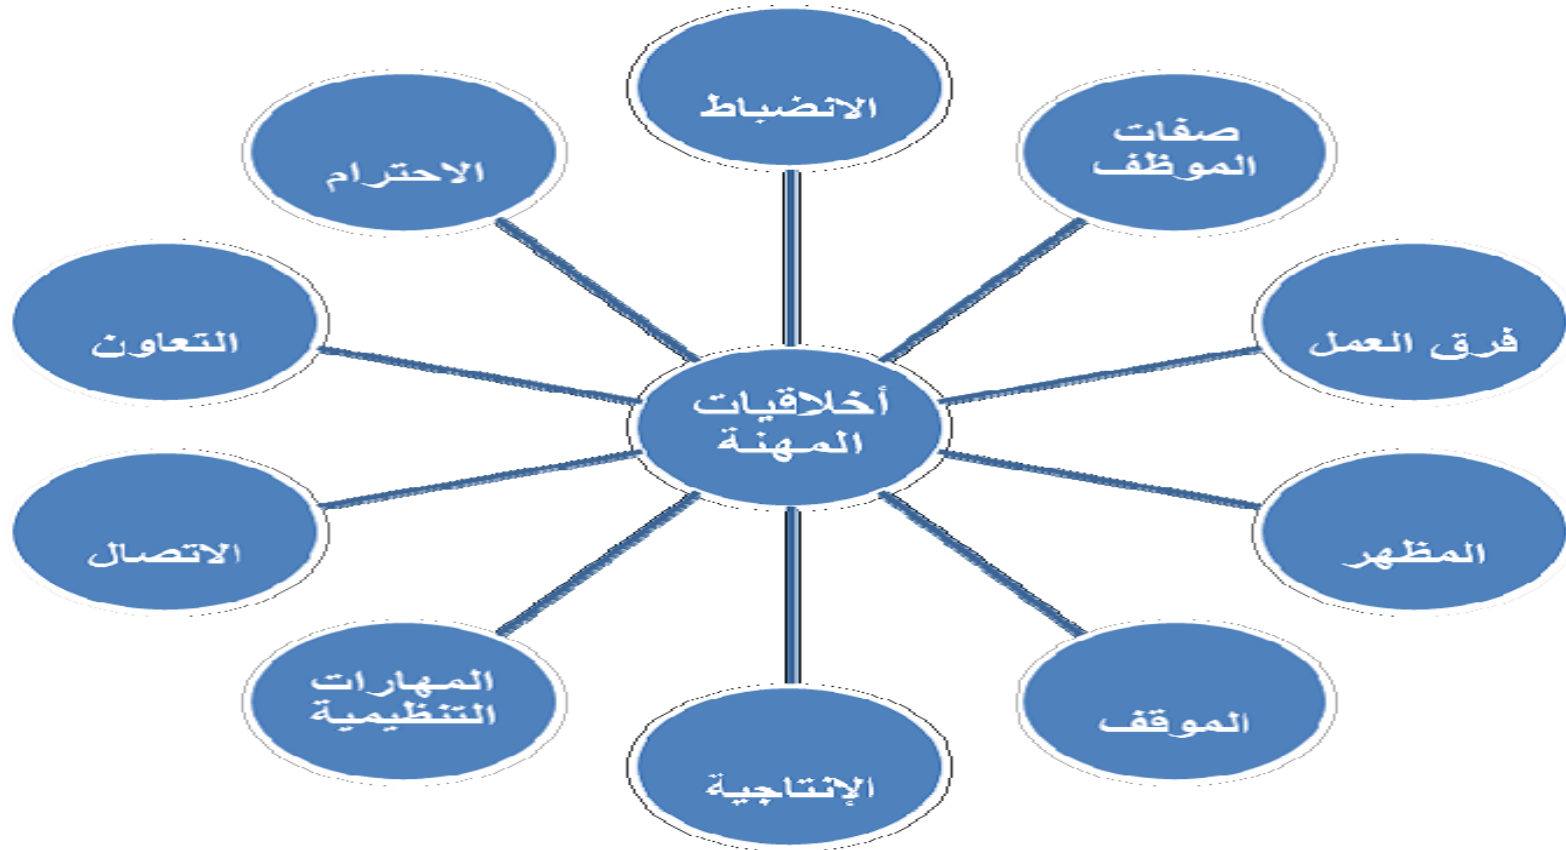 الانضباط
صفات
الموظف
فرق العمل
المظهر
الموقف
الإنتاجية
المهارات
التنظيمية
الاتصال
التعاون
الاحترام
أخلاقيات
المهنة